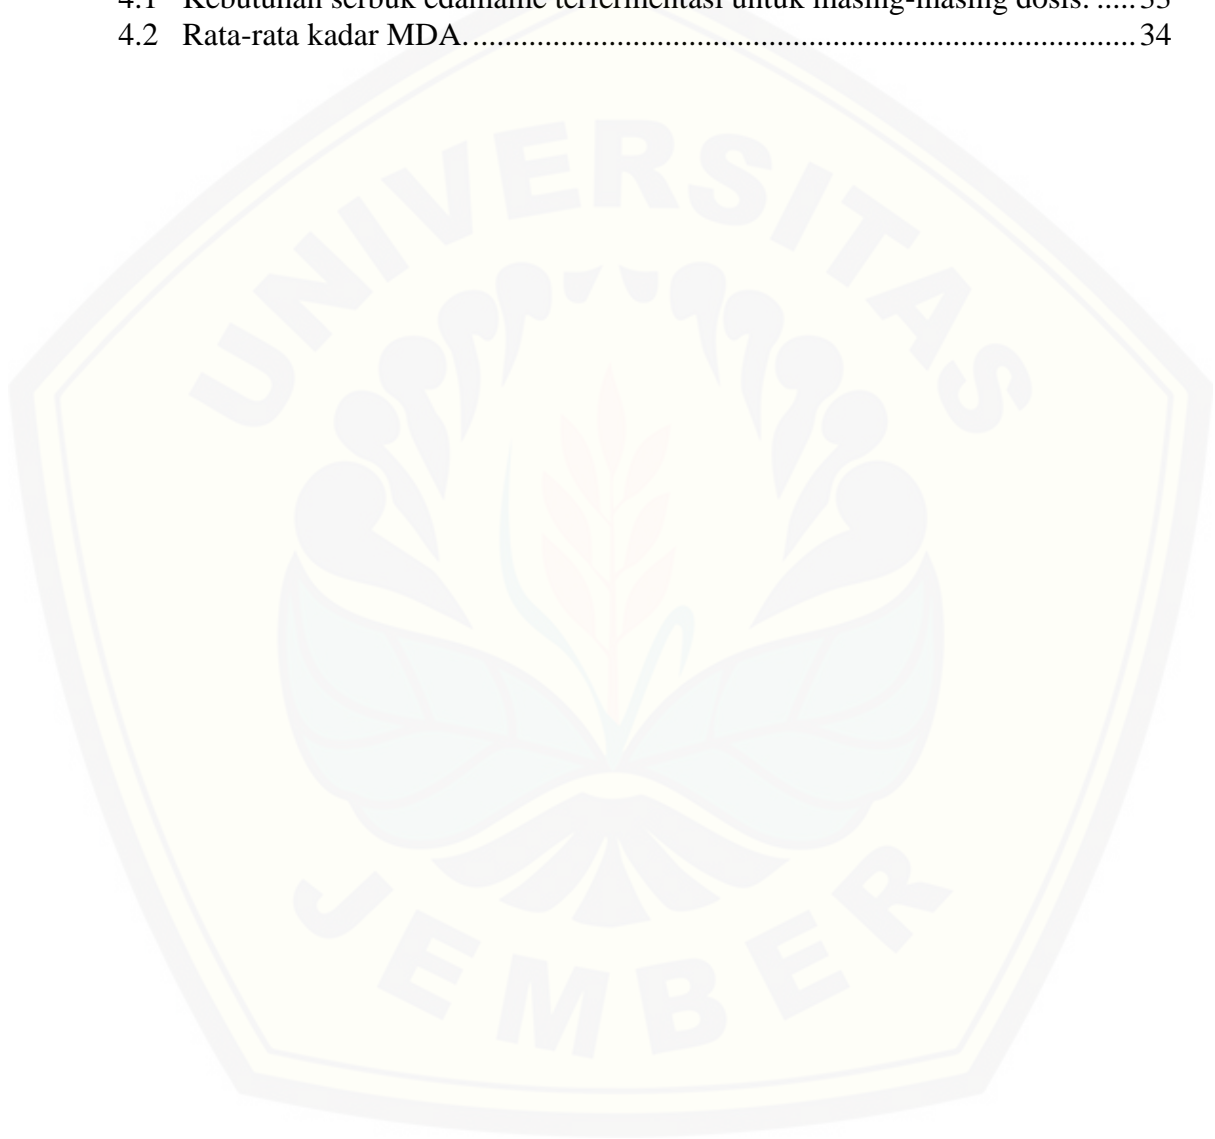 4.1 Kebutuhan serbuk edamame terfermentasi untuk masing-masing dosis. .....33
4.2 Rata-rata kadar MDA. .....................................................................................34
UNIVERSITAS
JEMBER